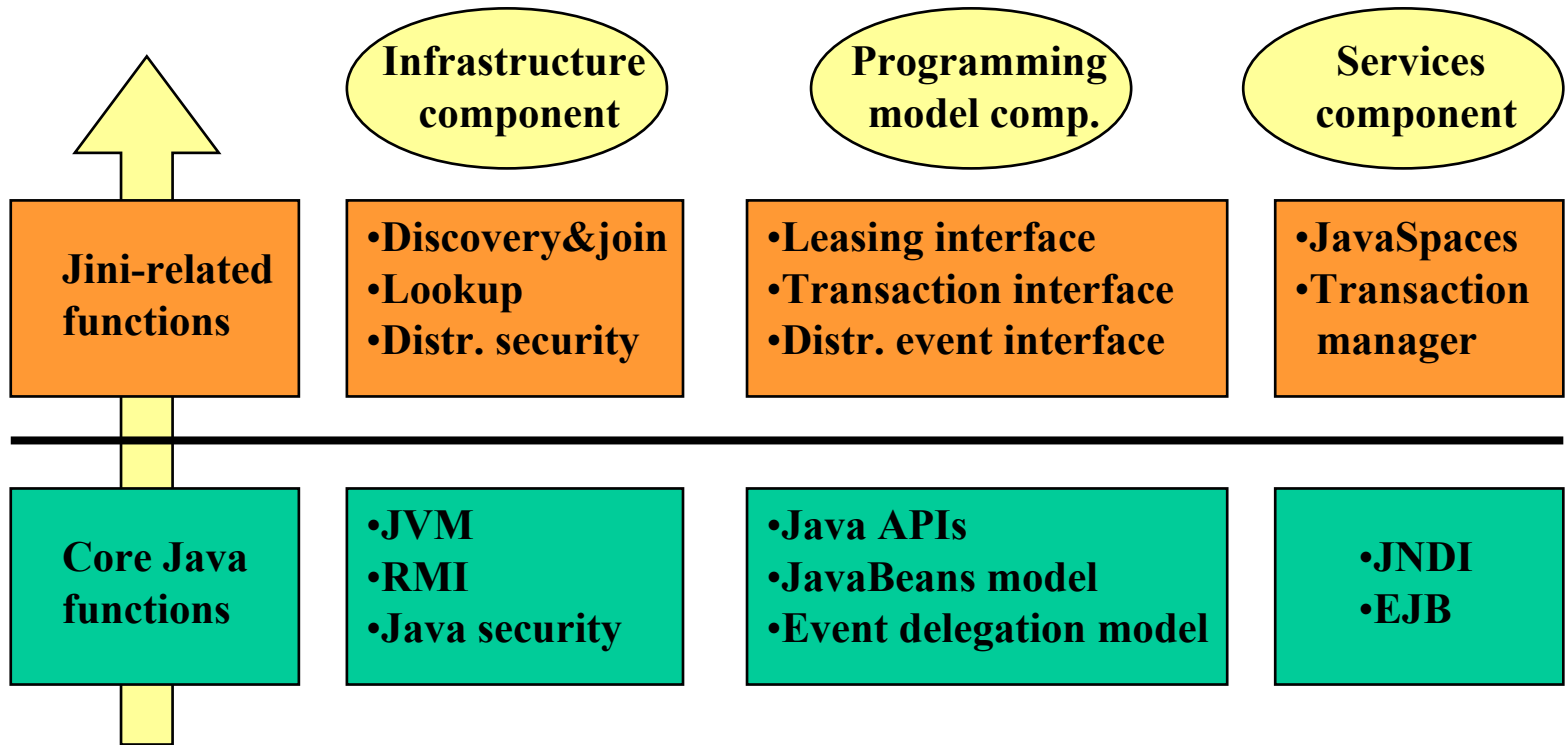 Infrastructure
component
Programming
model comp.
Services
component
Jini-related
functions
•Discovery&join
•Lookup
•Distr. security
•Leasing interface
•Transaction interface
•Distr. event interface
•JavaSpaces
•Transaction
manager
Core Java
functions
•JVM
•RMI
•Java security
•Java APIs
•JavaBeans model
•Event delegation model
•JNDI
•EJB